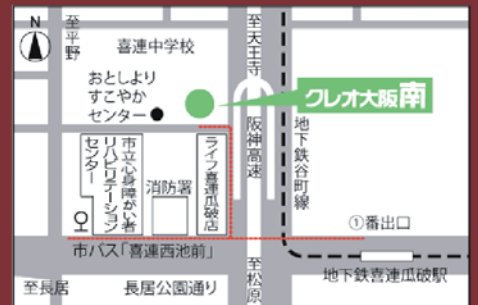 N
至平野
喜連中学校
至天王寺
おとしより
すこやか
センター
クレオ大阪南
阪神高速
地下鉄谷町線
市立心身障がい者
リハビリテーション
センター
消防署
ライフ喜連瓜破店
①番出口
市バス「喜連西池前」
地下鉄喜連瓜破駅
至長居
長居公園通り
至松原